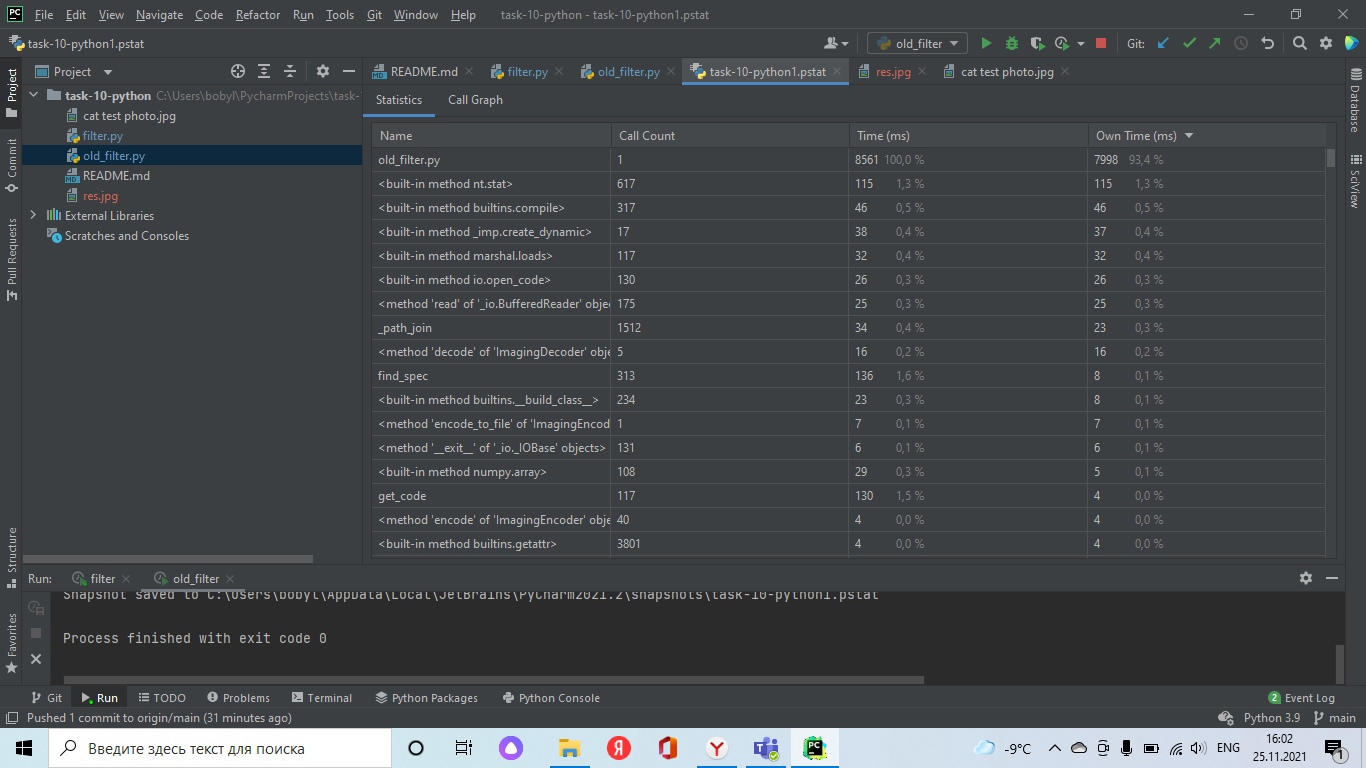 PC File Edit View Navigate Code Refactor Run Tools Git Window Help task-10-python - task-10-python1.pstat
task-10-python1.pstat old_filter Git:
Project README.md filter.py old_filter.py task-10-python1.pstat res.jpg cat test photo.jpg
Statistics Call Graph
task-10-python C:\Users\bobyl\PycharmProjects\task-
cat test photo.jpg
filter.py
old_filter.py
README.md
res.jpg
External Libraries
Scratches and Consoles
Project
Commit
Pull Requests
Structure
Favorites
Database
SciView
Name Call Count Time (ms) Own Time (ms)
old_filter.py 1 8561 100,0 % 7998 93,4 %
<built-in method nt.stat> 617 115 1,3 % 115 1,3 %
<built-in method builtins.compile> 317 46 0,5 % 46 0,5 %
<built-in method _imp.create_dynamic> 17 38 0,4 % 37 0,4 %
<built-in method marshal.loads> 117 32 0,4 % 32 0,4 %
<built-in method io.open_code> 130 26 0,3 % 26 0,3 %
<method 'read' of '_io.BufferedReader' obje 175 25 0,3 % 25 0,3 %
_path_join 1512 34 0,4 % 23 0,3 %
<method 'decode' of 'ImagingDecoder' obje 5 16 0,2 % 16 0,2 %
find_spec 313 136 1,6 % 8 0,1 %
<built-in method builtins.__build_class__> 234 23 0,3 % 8 0,1 %
<method 'encode_to_file' of 'ImagingEncod 1 7 0,1 % 7 0,1 %
<method '__exit__' of '_io._IOBase' objects> 131 6 0,1 % 6 0,1 %
<built-in method numpy.array> 108 29 0,3 % 5 0,1 %
get_code 117 130 1,5 % 4 0,0 %
<method 'encode' of 'ImagingEncoder' obje 40 4 0,0 % 4 0,0 %
<built-in method builtins.getattr> 3801 4 0,0 % 4 0,0 %
Run: filter old_filter
Snapshot saved to C:\Users\bobyl\AppData\Local\JetBrains\PyCharm2021.2\snapshots\task-10-python1.pstat
Process finished with exit code 0
Git Run TODO Problems Terminal Python Packages Python Console 2 Event Log
Pushed 1 commit to origin/main (31 minutes ago) Python 3.9 main
Введите здесь текст для поиска Я Y PC -9°C ENG 16:02
25.11.2021 1